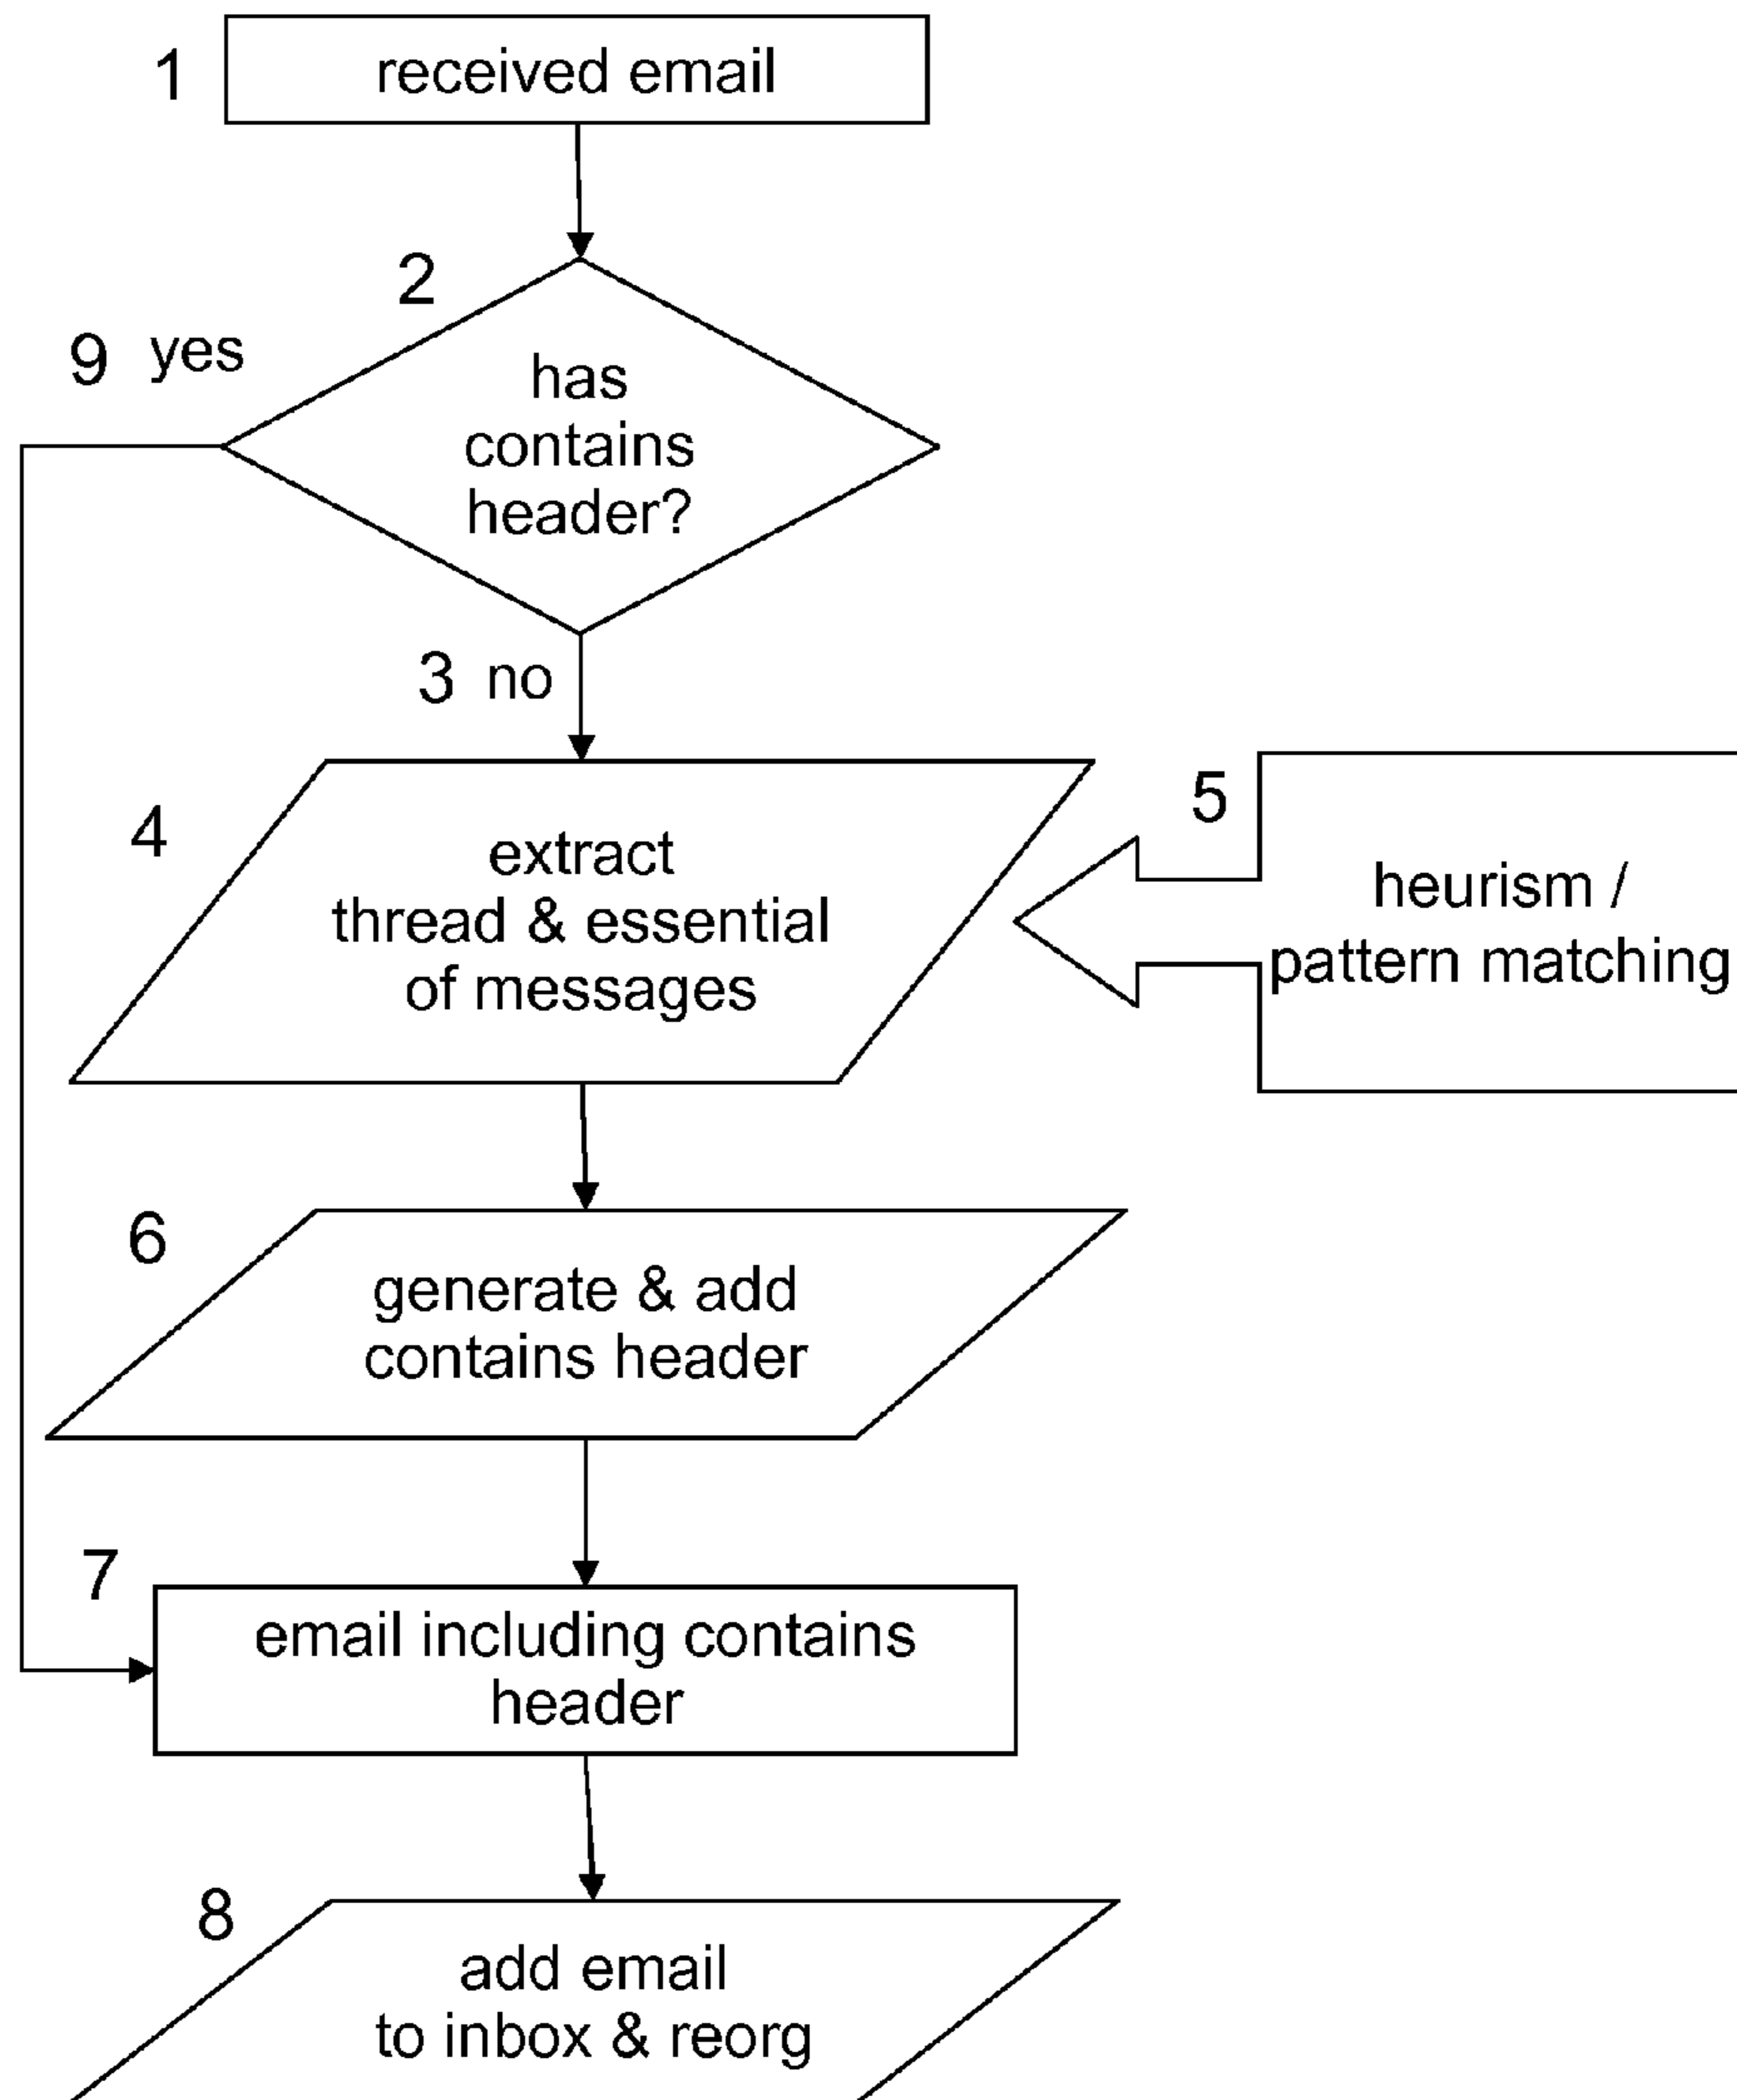 1
received email
2
9 yes
has
contains
header?
3 no
4
extract
thread & essential
of messages
5
heurism /
pattern matching
6
generate & add
contains header
7
email including contains
header
8
add email
to inbox & reorg